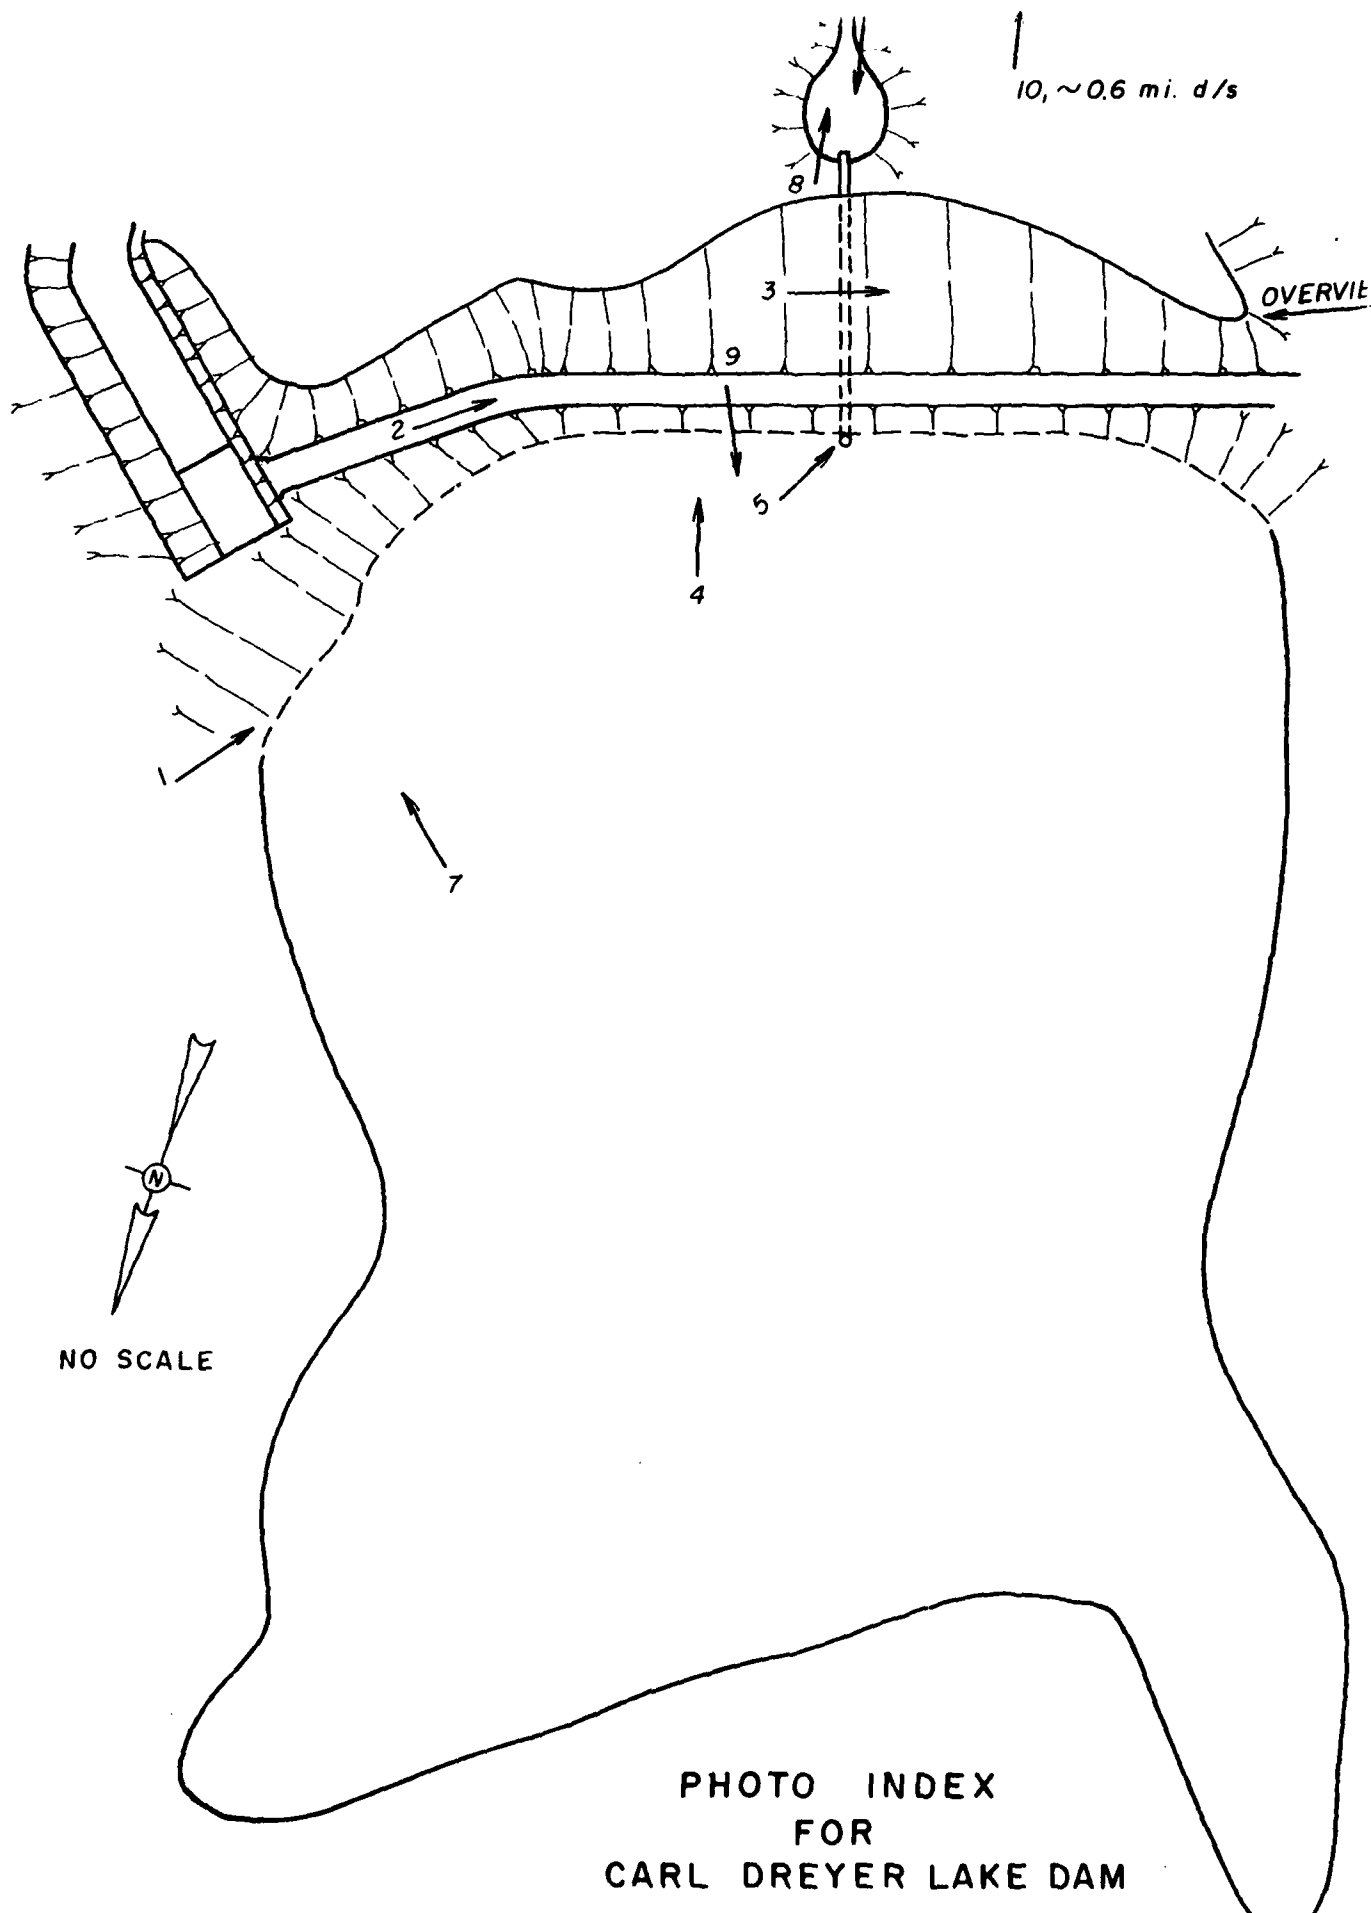 10, ~0.6 mi. d/s
8
3
OVERVIE
9
2
5
4
1
7
N
NO SCALE
PHOTO INDEX
FOR
CARL DREYER LAKE DAM